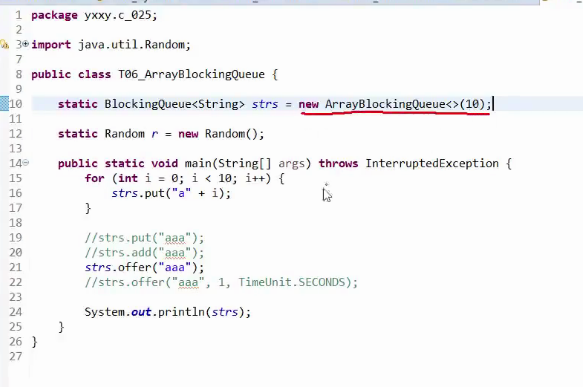 1 package yxxy.c_025;
2
3 import java.util.Random;
7
8 public class T06_ArrayBlockingQueue {
9
10 static BlockingQueue<String> strs = new ArrayBlockingQueue<>(10);
11
12 static Random r = new Random();
13
14 public static void main(String[] args) throws InterruptedException {
15 for (int i = 0; i < 10; i++) {
16 strs.put("a" + i);
17 }
18
19 //strs.put("aaa");
20 //strs.add("aaa");
21 strs.offer("aaa");
22 //strs.offer("aaa", 1, TimeUnit.SECONDS);
23
24 System.out.println(strs);
25 }
26 }
27